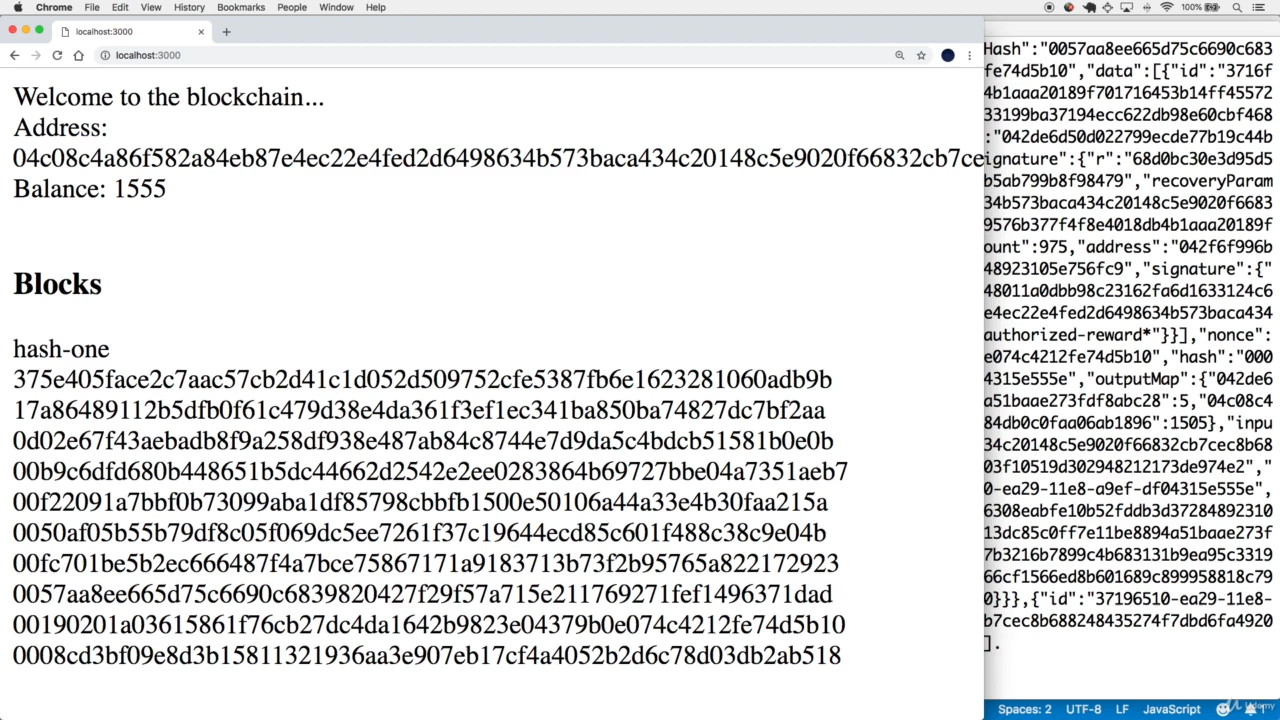 Chrome File Edit View History Bookmarks People Window Help 100%
localhost:3000
localhost:3000
Welcome to the blockchain...
Address:
04c08c4a86f582a84eb87e4ec22e4fed2d6498634b573baca434c20148c5e9020f66832cb7ce
Balance: 1555
Blocks
hash-one
375e405face2c7aac57cb2d41c1d052d509752cfe5387fb6e1623281060adb9b
17a86489112b5dfb0f61c479d38e4da361f3ef1ec341ba850ba74827dc7bf2aa
0d02e67f43aebadb8f9a258df938e487ab84c8744e7d9da5c4bdcb51581b0e0b
00b9c6dfd680b448651b5dc44662d2542e2ee0283864b69727bbe04a7351aeb7
00f22091a7bbf0b73099aba1df85798cbbfb1500e50106a44a33e4b30faa215a
0050af05b55b79df8c05f069dc5ee7261f37c19644ecd85c601f488c38c9e04b
00fc701be5b2ec666487f4a7bce75867171a9183713b73f2b95765a822172923
0057aa8ee665d75c6690c6839820427f29f57a715e211769271fef1496371dad
00190201a03615861f76cb27dc4da1642b9823e04379b0e074c4212fe74d5b10
0008cd3bf09e8d3b15811321936aa3e907eb17cf4a4052b2d6c78d03db2ab518
Hash":"0057aa8ee665d75c6690c683
fe74d5b10","data":[{"id":"3716f
4b1aaa20189f701716453b14ff45572
33199ba37194ecc622db98e60cbf468
:"042de6d50d022799ecde77b19c44b
ignature":{"r":"68d0bc30e3d95d5
b5ab799b8f98479","recoveryParam
34b573baca434c20148c5e9020f6683
9576b377f4f8e4018db4b1aaa20189f
ount":975,"address":"042f6f996b
48923105e756fc9","signature":{"
48011a0dbb98c23162fa6d1633124c6
e4ec22e4fed2d6498634b573baca434
authorized-reward*"}}],"nonce":
e074c4212fe74d5b10","hash":"000
4315e555e","outputMap":{"042de6
a51baae273fdf8abc28":5,"04c08c4
84db0c0faa06ab1896":1505},"inpu
34c20148c5e9020f66832cb7cec8b68
03f10519d302948212173de974e2","
0-ea29-11e8-a9ef-df04315e555e",
6308eabfe10b52fddb3d37284892310
13dc85c0ff7e11be8894a51baae273f
7b3216b7899c4b683131b9ea95c3319
66cf1566ed8b601689c899958818c79
0}}},{"id":"37196510-ea29-11e8-
b7cec8b688248435274f7dbd6fa4920
].
Spaces: 2 UTF-8 LF JavaScript 1
Udemy